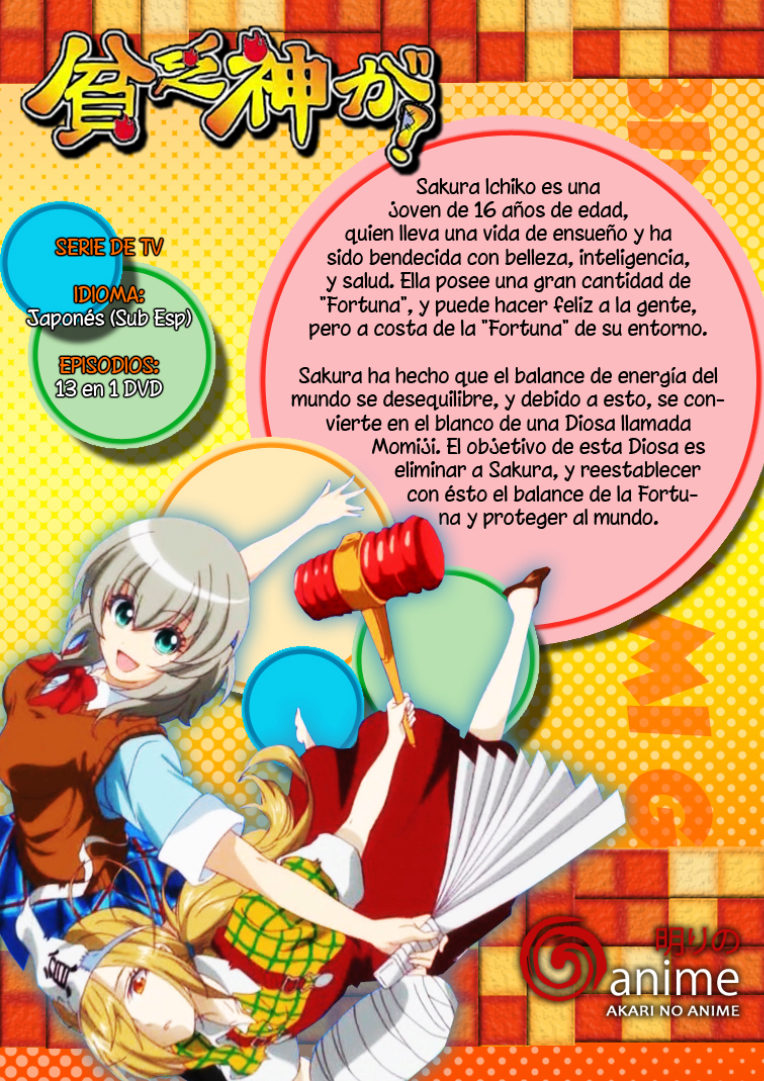 貧乏神が!
SERIE DE TV
IDIOMA:
Japonés (Sub Esp)
EPISODIOS:
13 en 1 DVD
Sakura Ichiko es una
joven de 16 años de edad,
quien lleva una vida de ensueño y ha
sido bendecida con belleza, inteligencia,
y salud. Ella posee una gran cantidad de
"Fortuna", y puede hacer feliz a la gente,
pero a costa de la "Fortuna" de su entorno.
Sakura ha hecho que el balance de energía del
mundo se desequilibre, y debido a esto, se con-
vierte en el blanco de una Diosa llamada
Momiji. El objetivo de esta Diosa es
eliminar a Sakura, y reestablecer
con ésto el balance de la Fortu-
na y proteger al mundo.
MI G
貧
明りの
anime
AKARI NO ANIME